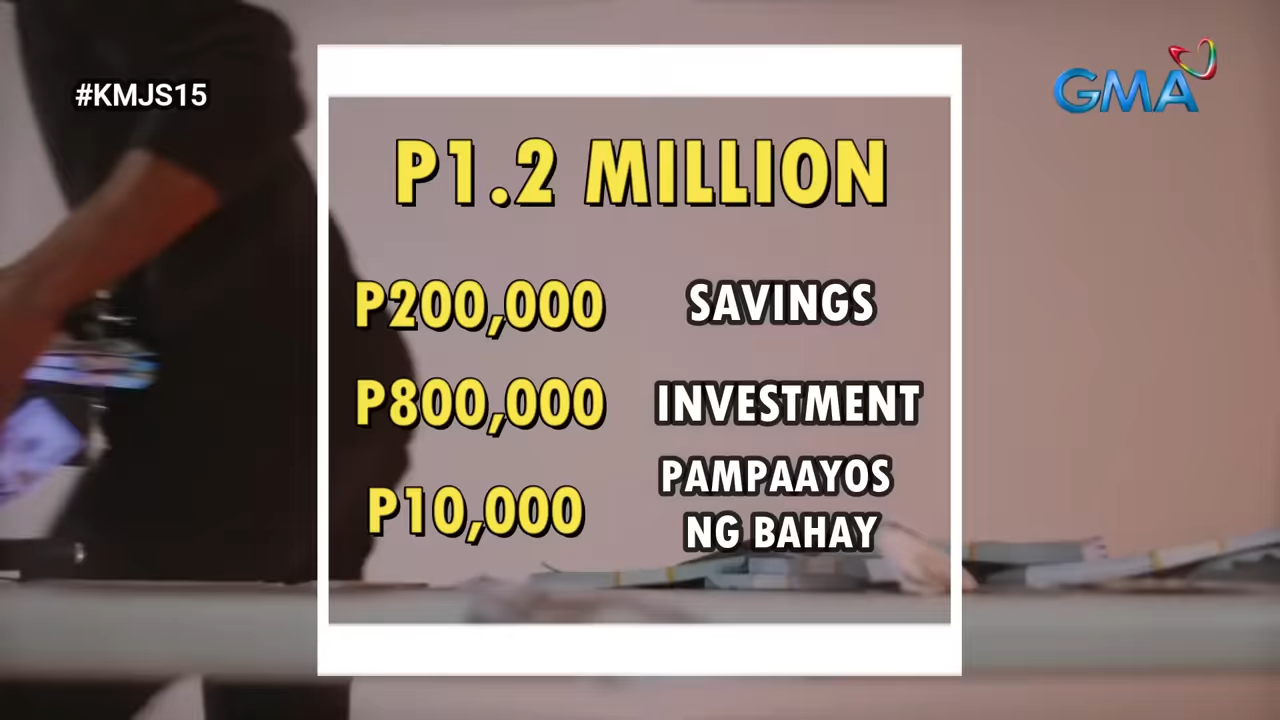 #KMJS15
GMA
P1.2 MILLION
P200,000 SAVINGS
P800,000 INVESTMENT
P10,000 PAMPAAYOS
NG BAHAY